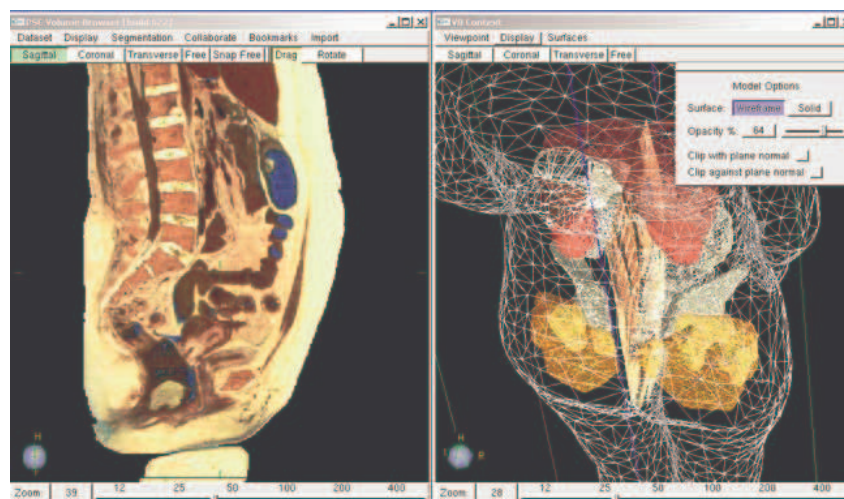 PSC Volume Browser
Dataset Display Segmentation Collaborate Bookmarks Import
Sagittal Coronal Transverse Free Snap Free Drag Rotate
H
Zoom: 39 12 25 50 100 200 400
VB Context
Viewpoint Display Surfaces
Sagittal Coronal Transverse Free
Model Options
Surface: Wireframe Solid
Opacity %: 64
Clip with plane normal
Clip against plane normal
H
L R
Zoom: 28 12 25 50 100 200 400